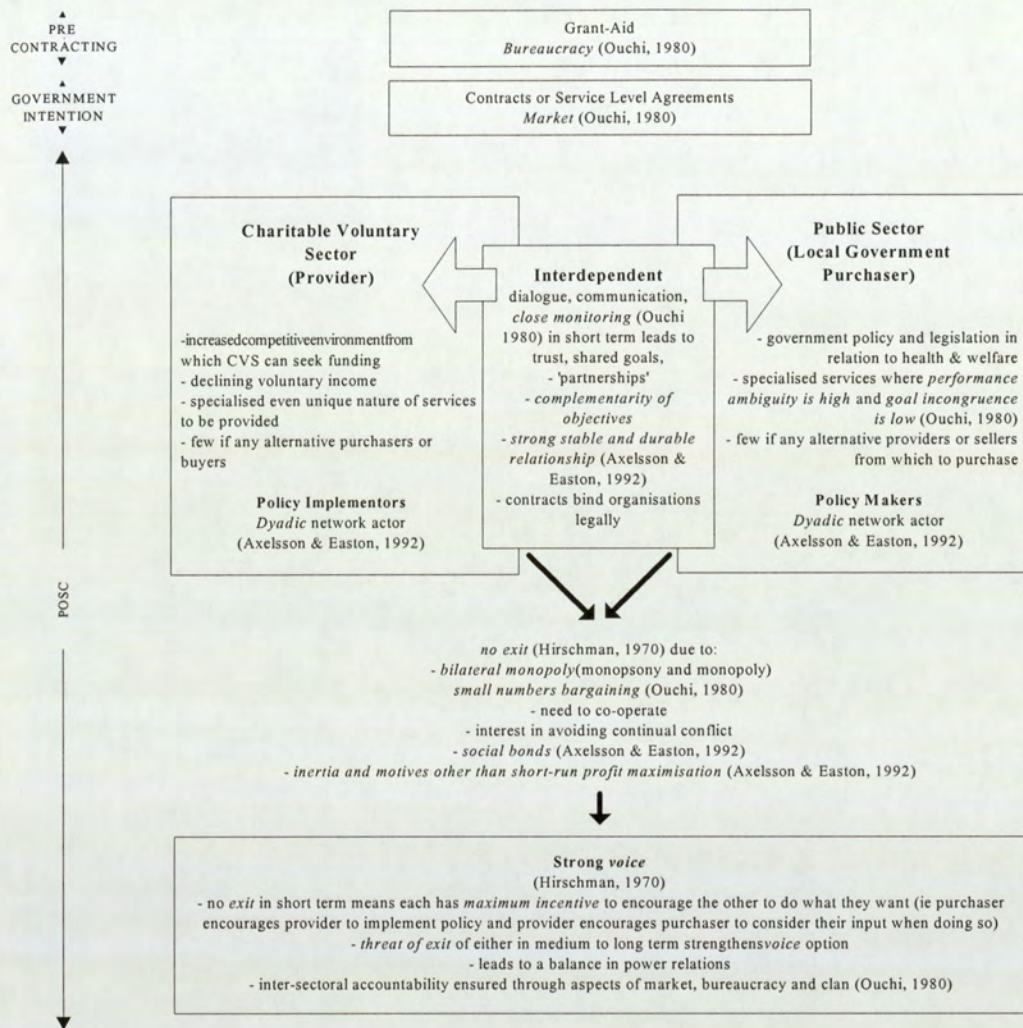 PRE
CONTRACTING
GOVERNMENT
INTENTION
Grant-Aid
Bureaucracy (Ouchi, 1980)
Contracts or Service Level Agreements
Market (Ouchi, 1980)
POSC
Charitable Voluntary
Sector
(Provider)
-increasedcompetitiveenvironmentfrom
which CVS can seek funding
- declining voluntary income
- specialised even unique nature of services
to be provided
- few if any alternative purchasers or
buyers
Policy Implementors
Dyadic network actor
(Axelsson & Easton, 1992)
Interdependent
dialogue, communication,
close monitoring (Ouchi
1980) in short term leads to
trust, shared goals,
- 'partnerships'
- complementarity of
objectives
- strong stable and durable
relationship (Axelsson &
Easton, 1992)
- contracts bind organisations
legally
Public Sector
(Local Government
Purchaser)
- government policy and legislation in
relation to health & welfare
- specialised services where performance
ambiguity is high and goal incongruence
is low (Ouchi, 1980)
- few if any alternative providers or sellers
from which to purchase
Policy Makers
Dyadic network actor
(Axelsson & Easton, 1992)
no exit (Hirschman, 1970) due to:
- bilateral monopoly(monopsony and monopoly)
small numbers bargaining (Ouchi, 1980)
- need to co-operate
- interest in avoiding continual conflict
- social bonds (Axelsson & Easton, 1992)
- inertia and motives other than short-run profit maximisation (Axelsson & Easton, 1992)
Strong voice
(Hirschman, 1970)
- no exit in short term means each has maximum incentive to encourage the other to do what they want (ie purchaser
encourages provider to implement policy and provider encourages purchaser to consider their input when doing so)
- threat of exit of either in medium to long term strengthensvoice option
- leads to a balance in power relations
- inter-sectoral accountability ensured through aspects of market, bureaucracy and clan (Ouchi, 1980)